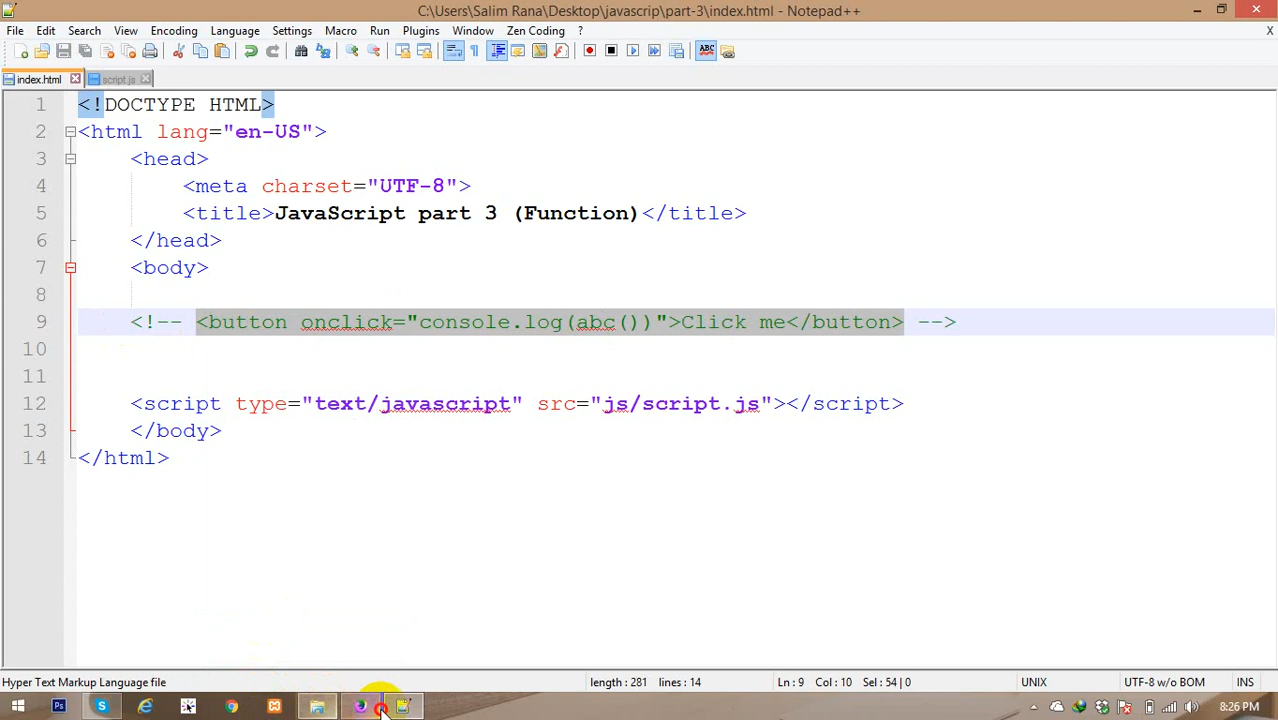 C:\Users\Salim Rana\Desktop\javascrip\part-3\index.html - Notepad++
File Edit Search View Encoding Language Settings Macro Run Plugins Window Zen Coding ? X
ABC
index.html script.js
1 <!DOCTYPE HTML>
2 <html lang="en-US">
3 <head>
4 <meta charset="UTF-8">
5 <title>JavaScript part 3 (Function)</title>
6 </head>
7 <body>
8
9 <!-- <button onclick="console.log(abc())">Click me</button> -->
10
11
12 <script type="text/javascript" src="js/script.js"></script>
13 </body>
14 </html>
Hyper Text Markup Language file length : 281 lines : 14 Ln : 9 Col : 10 Sel : 54 | 0 UNIX UTF-8 w/o BOM INS
Ps 8:26 PM